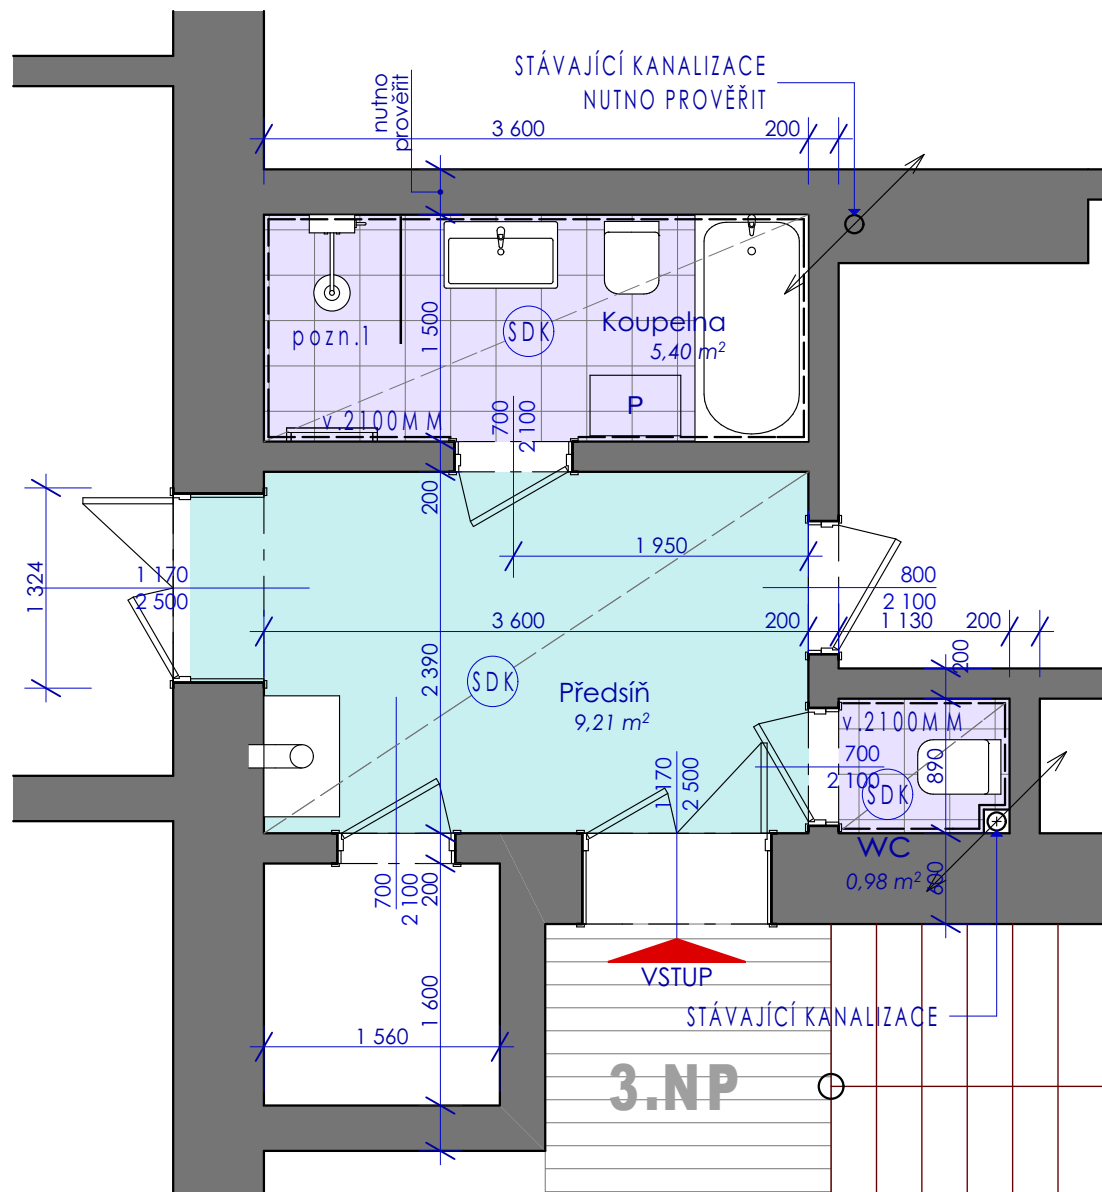 STÁVAJÍCÍ KANALIZACE
NUTNO PROVĚŘIT
nutno
prověřit
3 600
200
pozn.1
1 500
SDK
Koupelna
5,40 m²
v.2100MM
700
2 100
P
200
1 324
1 170
2 500
1 950
800
2 100
3 600
200
1 130
200
200
2 390
SDK
Předsíň
9,21 m²
v.2100MM
700
2 100
890
SDK
1 170
2 500
WC
0,98 m²
700
2 100
200
VSTUP
STÁVAJÍCÍ KANALIZACE
1 600
1 560
3.NP